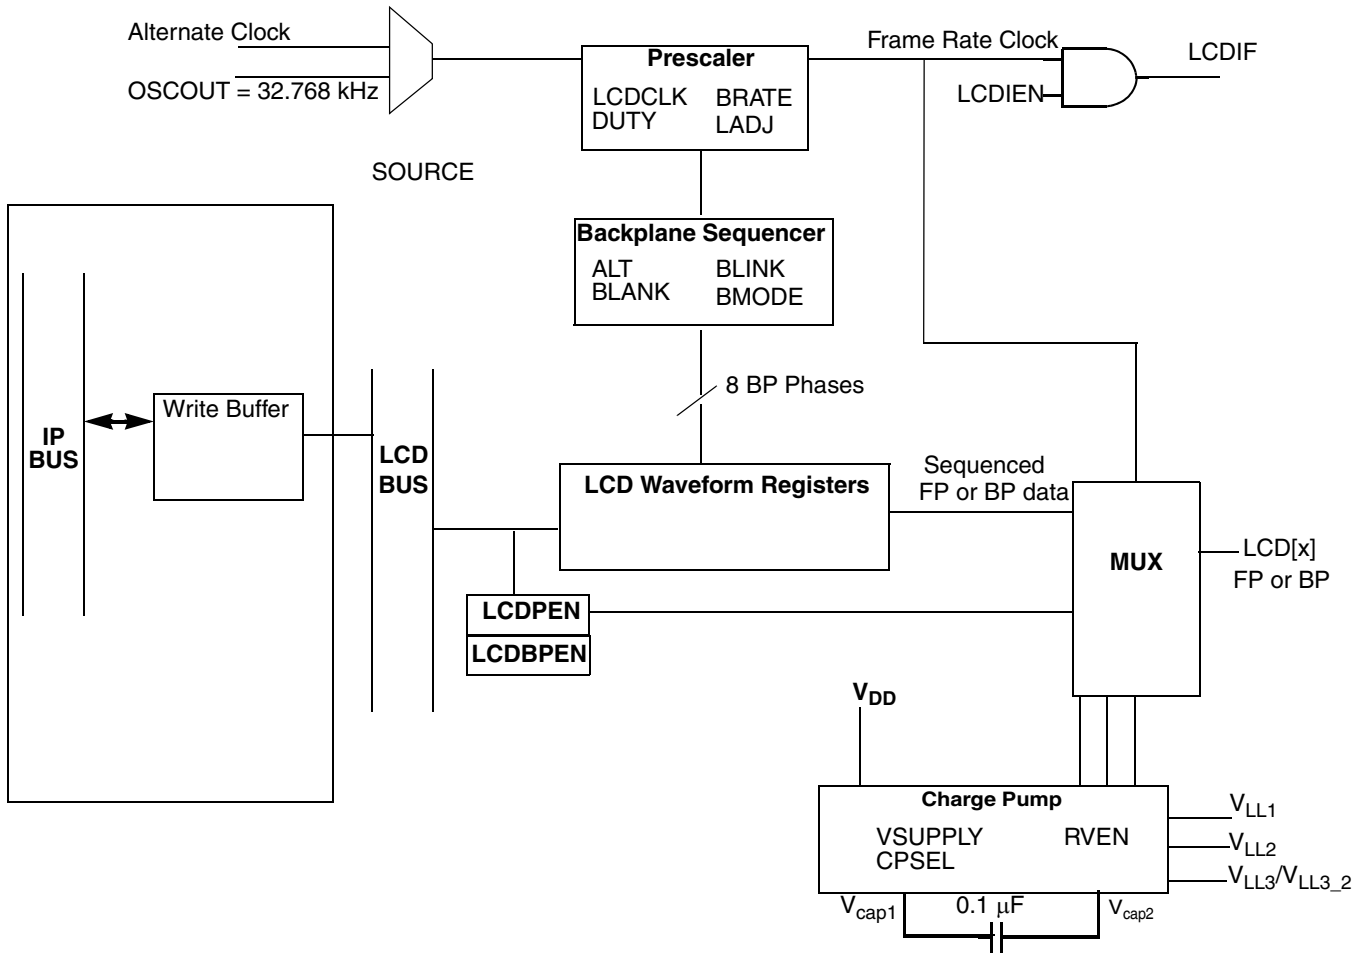 Alternate Clock
OSCOUT = 32.768 kHz
SOURCE
Prescaler
LCDCLK BRATE
DUTY LADJ
Frame Rate Clock
LCDIEN
LCDIF
Backplane Sequencer
ALT BLINK
BLANK BMODE
8 BP Phases
IP
BUS
Write Buffer
LCD
BUS
LCD Waveform Registers
Sequenced
FP or BP data
MUX
LCD[x]
FP or BP
LCDPEN
LCDBPEN
VDD
Charge Pump
VSUPPLY RVEN
CPSEL
VLL1
VLL2
VLL3/VLL3_2
Vcap1 0.1 μF Vcap2